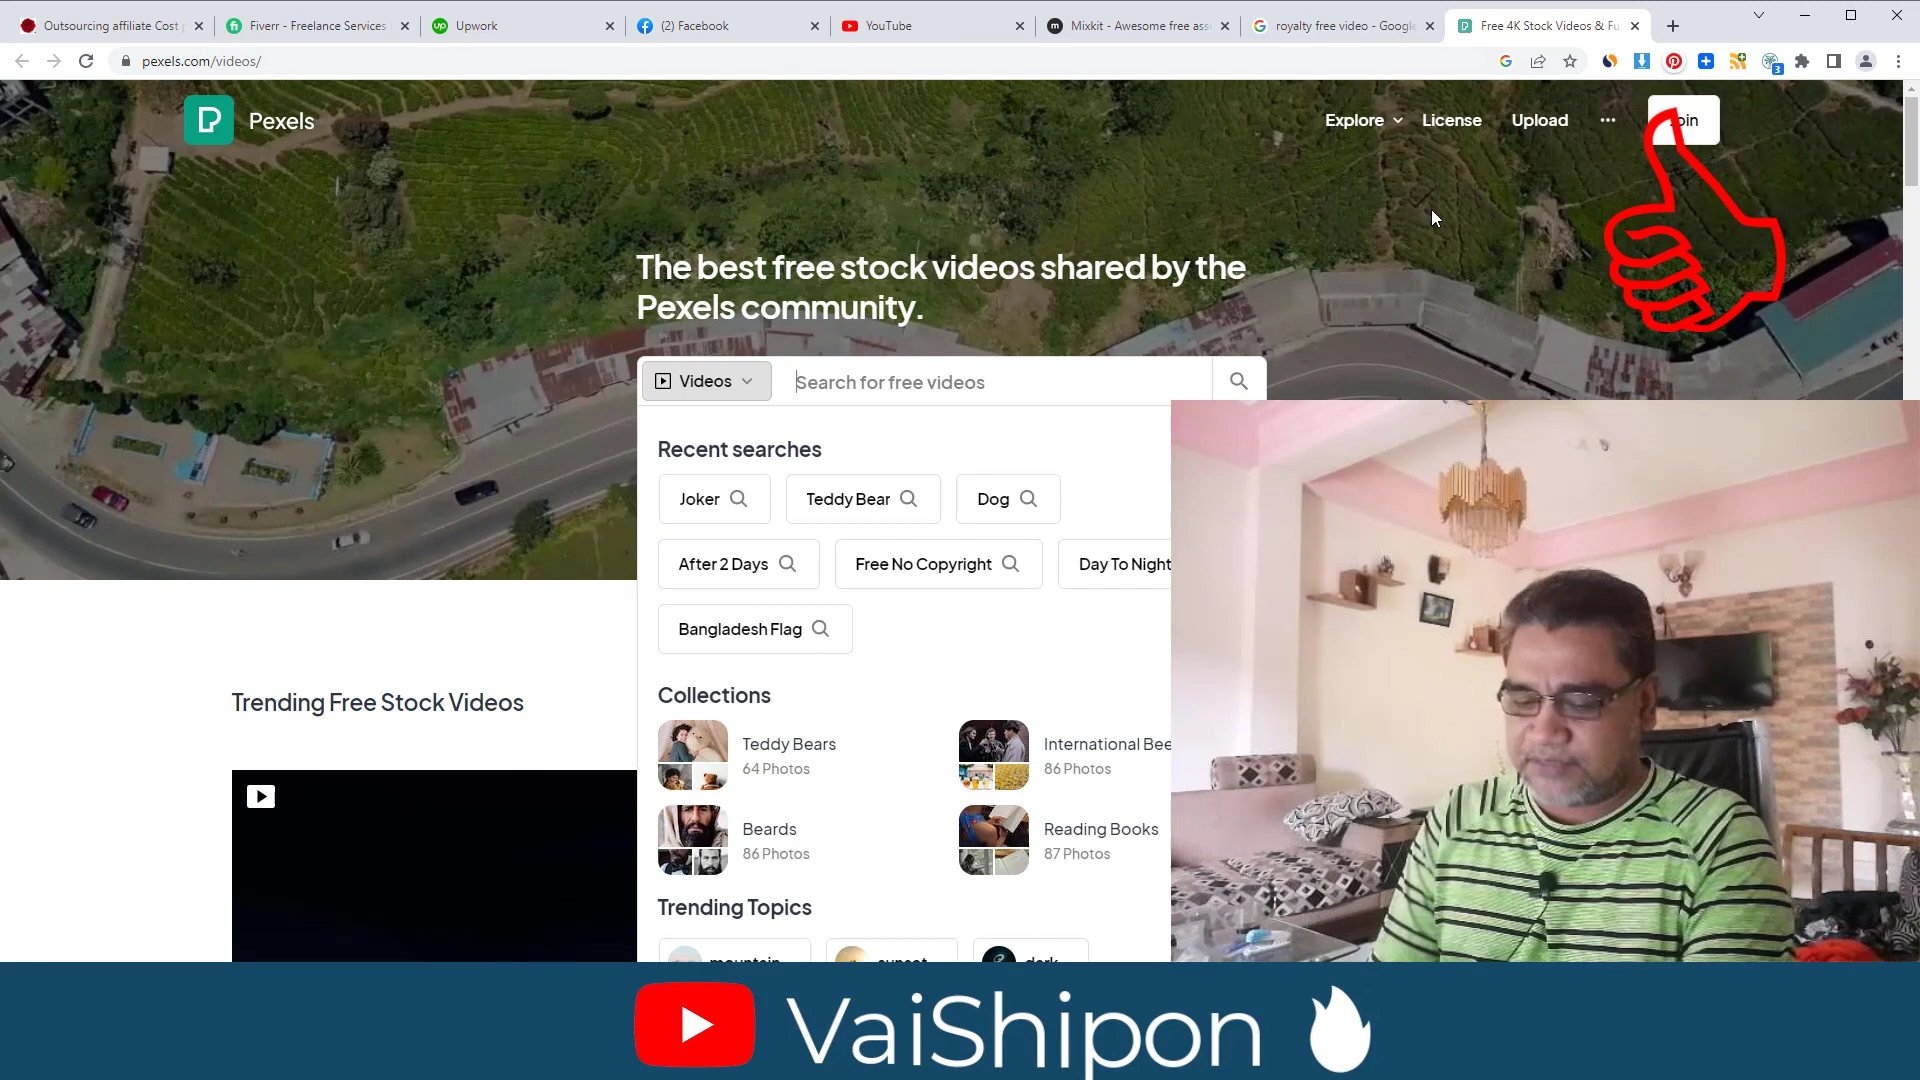 Outsourcing affiliate Cost
Fiverr - Freelance Services
Upwork
(2) Facebook
YouTube
Mixkit - Awesome free ass
royalty free video - Google
Free 4K Stock Videos & Fu
pexels.com/videos/
3
Pexels
Explore
License
Upload
The best free stock videos shared by the
Pexels community.
Videos
Search for free videos
Recent searches
Joker
Teddy Bear
Dog
After 2 Days
Free No Copyright
Day To Night
Bangladesh Flag
Trending Free Stock Videos
Collections
Teddy Bears
64 Photos
International Bee
86 Photos
Beards
86 Photos
Reading Books
87 Photos
Trending Topics
mountain
sunset
dark
VaiShipon